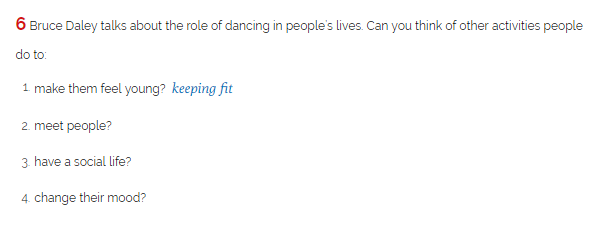 6 Bruce Daley talks about the role of dancing in people's lives. Can you think of other activities people
do to:
1. make them feel young? keeping fit
2. meet people?
3. have a social life?
4. change their mood?